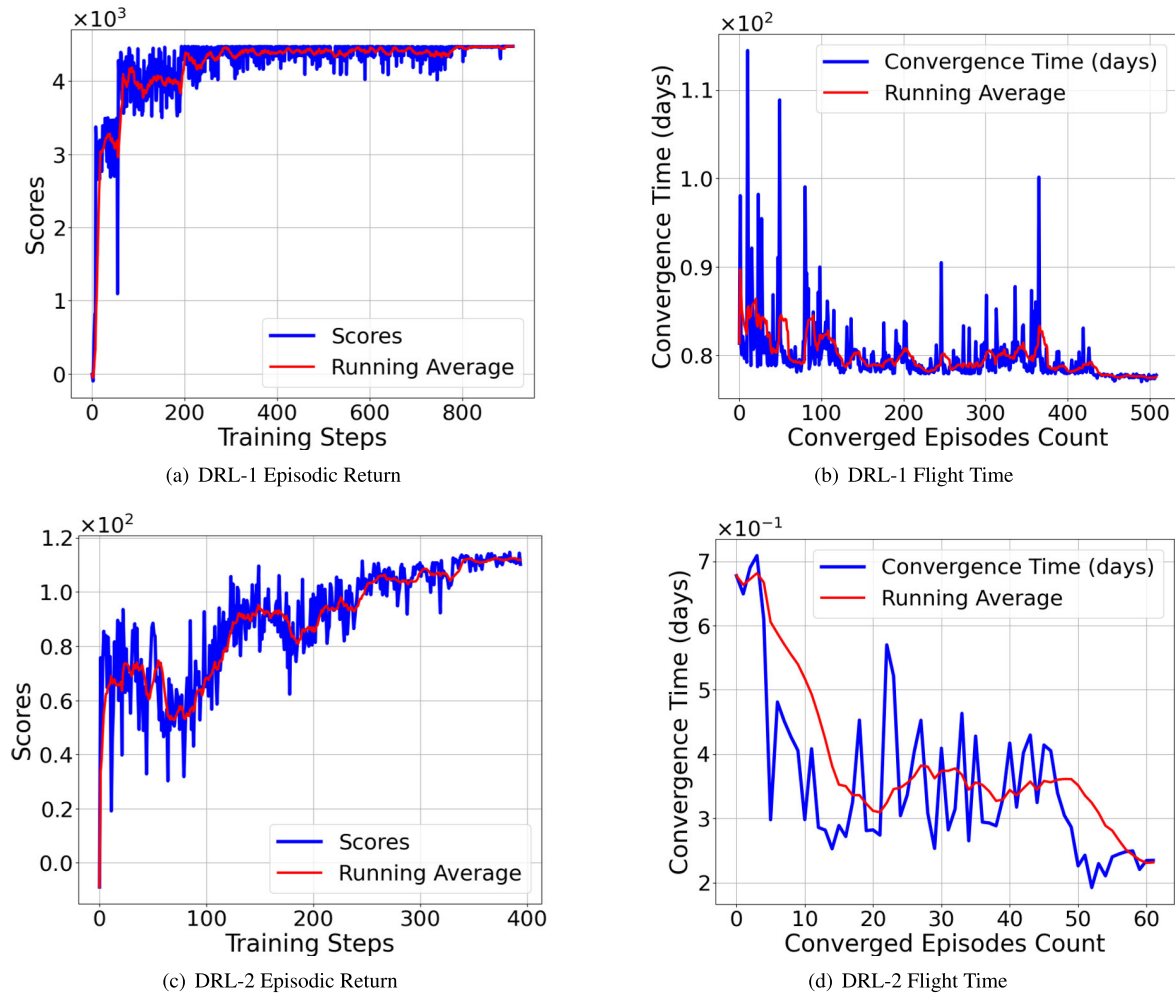 ×10³
4
3
2
1
0
Scores
Scores
Running Average
0
200
400
600
800
Training Steps
(a) DRL-1 Episodic Return
×10²
1.1
1.0
0.9
0.8
Convergence Time (days)
Convergence Time (days)
Running Average
0
100
200
300
400
500
Converged Episodes Count
(b) DRL-1 Flight Time
×10²
1.2
1.0
0.8
0.6
0.4
0.2
0.0
Scores
Scores
Running Average
0
100
200
300
400
Training Steps
(c) DRL-2 Episodic Return
×10⁻¹
7
6
5
4
3
2
Convergence Time (days)
Convergence Time (days)
Running Average
0
10
20
30
40
50
60
Converged Episodes Count
(d) DRL-2 Flight Time